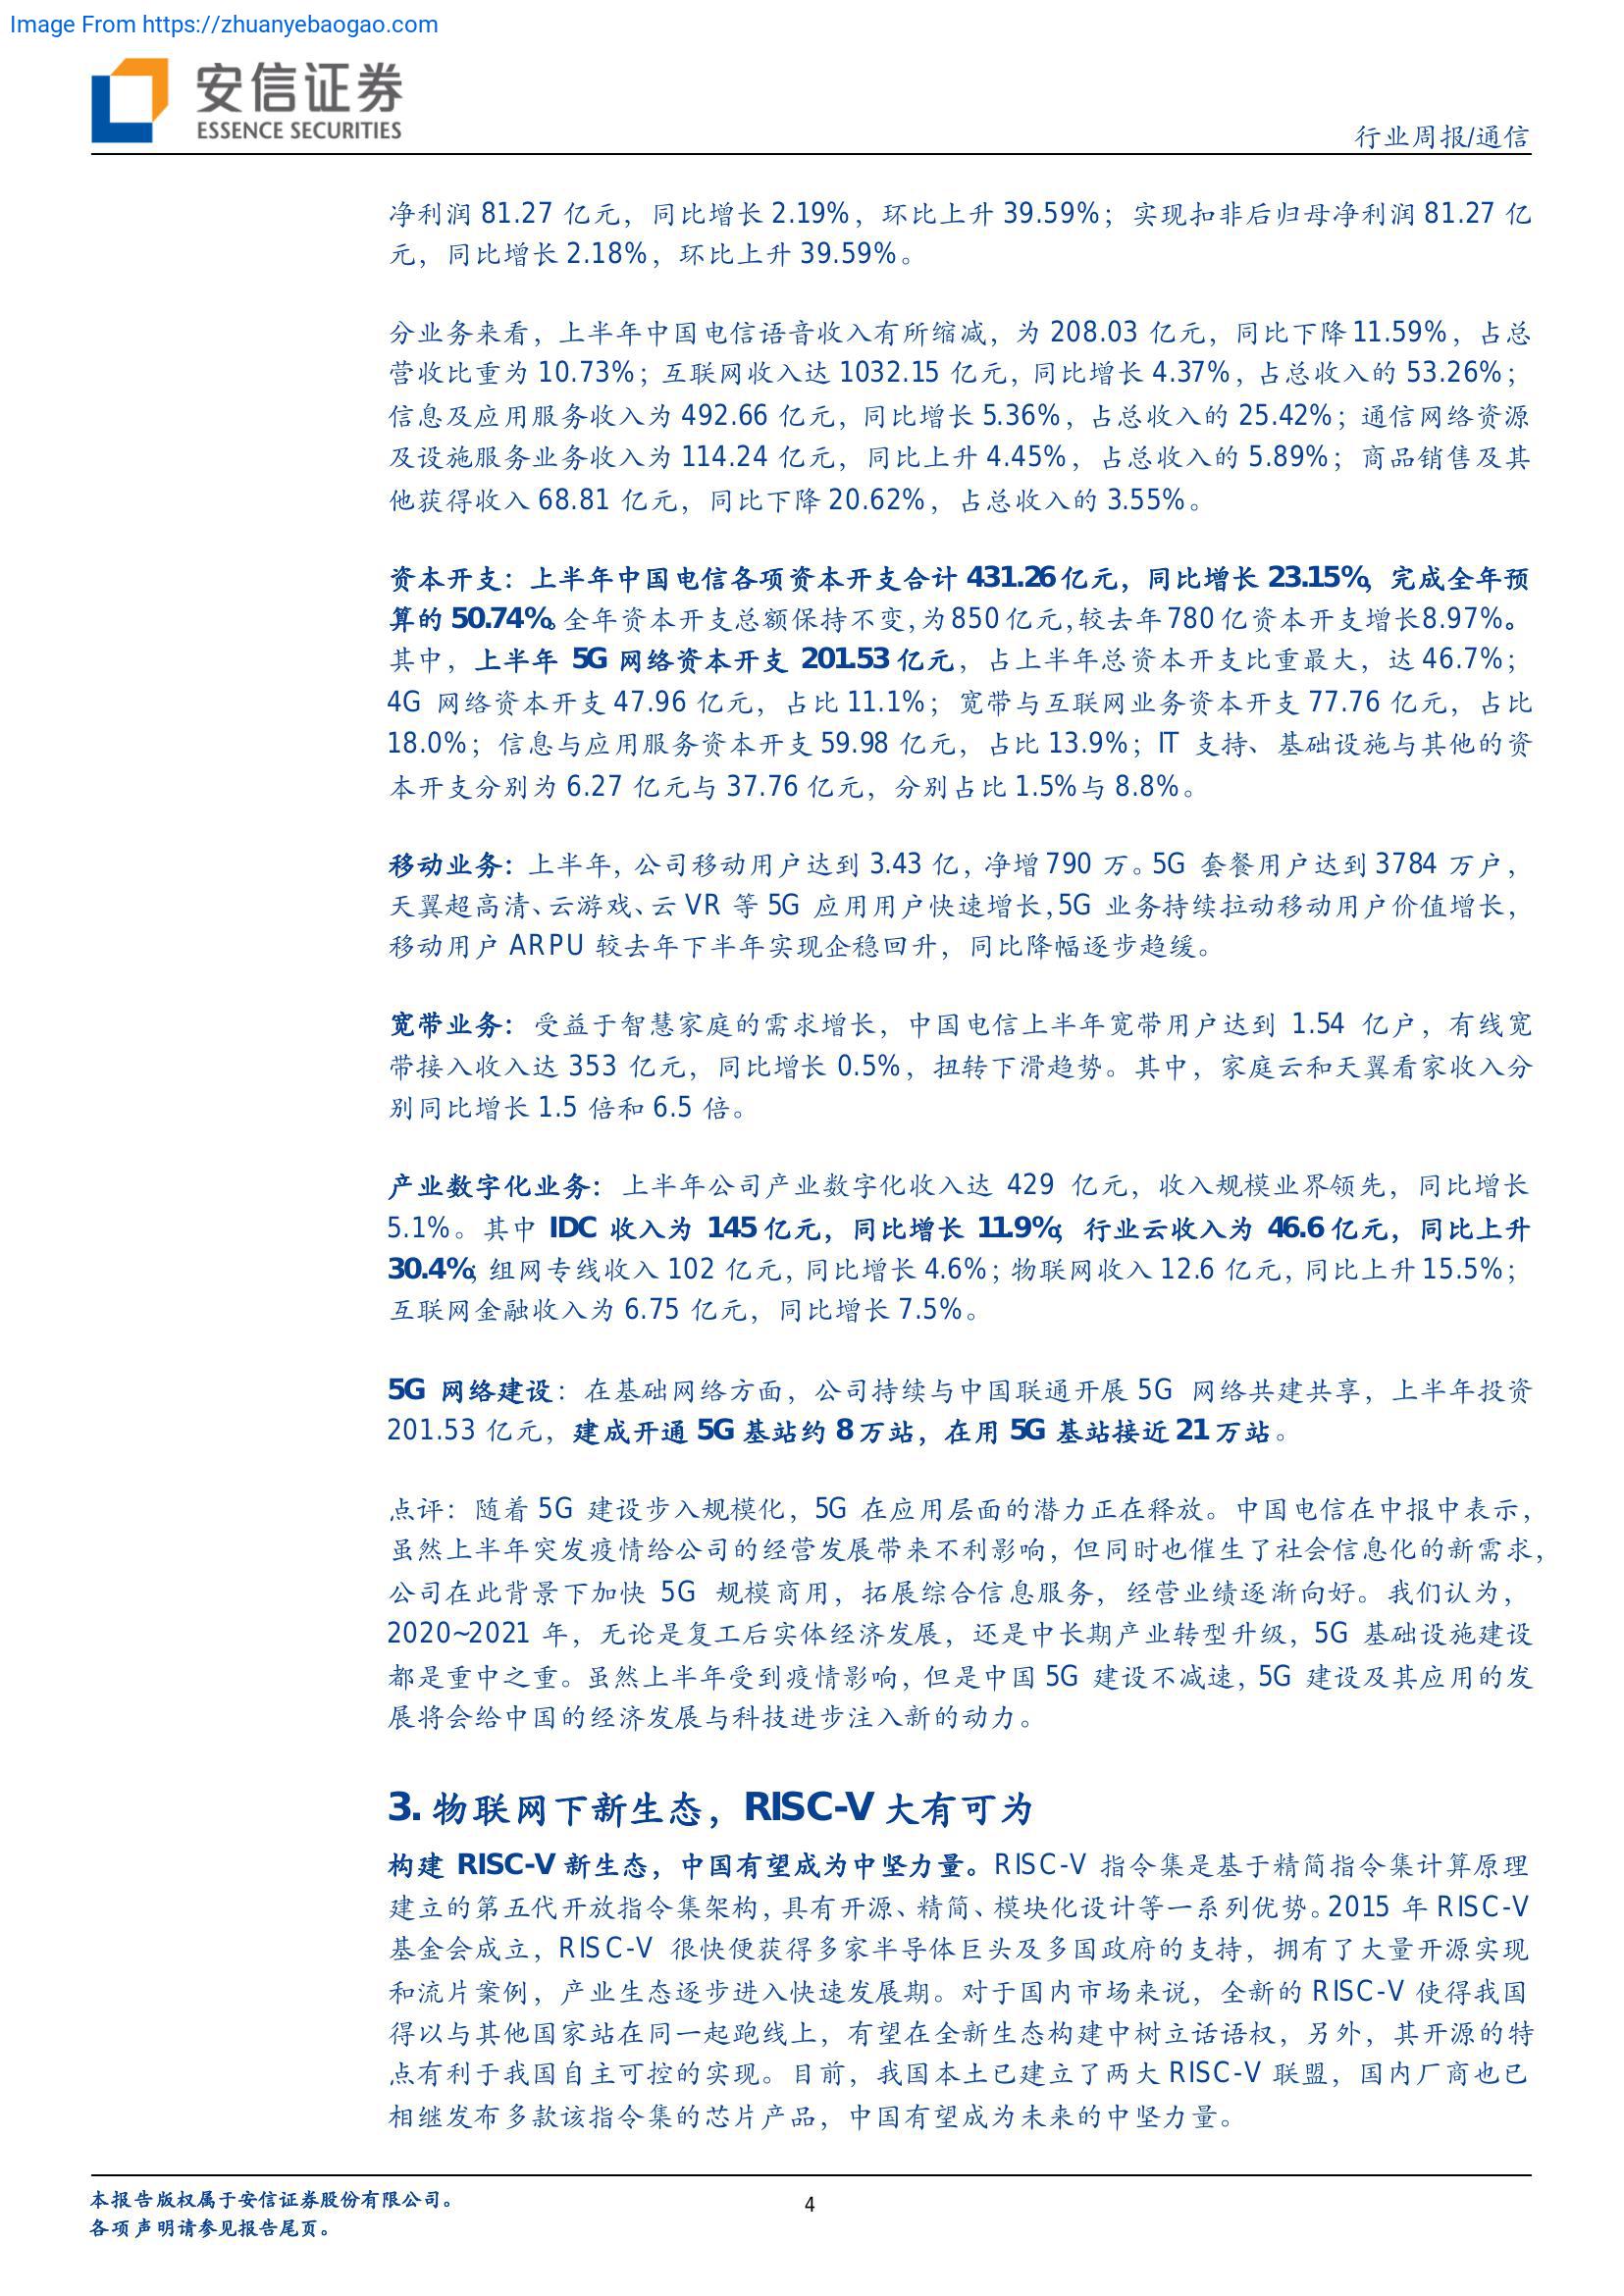 Image From https://zhuanyebaogao.com
安信证券
ESSENCE SECURITIES
行业周报/通信
净利润 81.27 亿元，同比增长 2.19%，环比上升 39.59%；实现扣非后归母净利润 81.27 亿
元，同比增长 2.18%，环比上升 39.59%。
分业务来看，上半年中国电信语音收入有所缩减，为 208.03 亿元，同比下降 11.59%，占总
营收比重为 10.73%；互联网收入达 1032.15 亿元，同比增长 4.37%，占总收入的 53.26%；
信息及应用服务收入为 492.66 亿元，同比增长 5.36%，占总收入的 25.42%；通信网络资源
及设施服务业务收入为 114.24 亿元，同比上升 4.45%，占总收入的 5.89%；商品销售及其
他获得收入 68.81 亿元，同比下降 20.62%，占总收入的 3.55%。
资本开支：上半年中国电信各项资本开支合计 431.26 亿元，同比增长 23.15%，完成全年预
算的 50.74%。全年资本开支总额保持不变，为 850 亿元，较去年 780 亿资本开支增长 8.97%。
其中，上半年 5G 网络资本开支 201.53 亿元，占上半年总资本开支比重最大，达 46.7%；
4G 网络资本开支 47.96 亿元，占比 11.1%；宽带与互联网业务资本开支 77.76 亿元，占比
18.0%；信息与应用服务资本开支 59.98 亿元，占比 13.9%；IT 支持、基础设施与其他的资
本开支分别为 6.27 亿元与 37.76 亿元，分别占比 1.5%与 8.8%。
移动业务：上半年，公司移动用户达到 3.43 亿，净增 790 万。5G 套餐用户达到 3784 万户，
天翼超高清、云游戏、云 VR 等 5G 应用用户快速增长，5G 业务持续拉动移动用户价值增长，
移动用户 ARPU 较去年下半年实现企稳回升，同比降幅逐步趋缓。
宽带业务：受益于智慧家庭的需求增长，中国电信上半年宽带用户达到 1.54 亿户，有线宽
带接入收入达 353 亿元，同比增长 0.5%，扭转下滑趋势。其中，家庭云和天翼看家收入分
别同比增长 1.5 倍和 6.5 倍。
产业数字化业务：上半年公司产业数字化收入达 429 亿元，收入规模业界领先，同比增长
5.1%。其中 IDC 收入为 145 亿元，同比增长 11.9%；行业云收入为 46.6 亿元，同比上升
30.4%；组网专线收入 102 亿元，同比增长 4.6%；物联网收入 12.6 亿元，同比上升 15.5%；
互联网金融收入为 6.75 亿元，同比增长 7.5%。
5G 网络建设：在基础网络方面，公司持续与中国联通开展 5G 网络共建共享，上半年投资
201.53 亿元，建成开通 5G 基站约 8 万站，在用 5G 基站接近 21 万站。
点评：随着 5G 建设步入规模化，5G 在应用层面的潜力正在释放。中国电信在中报中表示，
虽然上半年突发疫情给公司的经营发展带来不利影响，但同时也催生了社会信息化的新需求，
公司在此背景下加快 5G 规模商用，拓展综合信息服务，经营业绩逐渐向好。我们认为，
2020~2021 年，无论是复工后实体经济发展，还是中长期产业转型升级，5G 基础设施建设
都是重中之重。虽然上半年受到疫情影响，但是中国 5G 建设不减速，5G 建设及其应用的发
展将会给中国的经济发展与科技进步注入新的动力。
3. 物联网下新生态，RISC-V 大有可为
构建 RISC-V 新生态，中国有望成为中坚力量。RISC-V 指令集是基于精简指令集计算原理
建立的第五代开放指令集架构，具有开源、精简、模块化设计等一系列优势。2015 年 RISC-V
基金会成立，RISC-V 很快便获得多家半导体巨头及多国政府的支持，拥有了大量开源实现
和流片案例，产业生态逐步进入快速发展期。对于国内市场来说，全新的 RISC-V 使得我国
得以与其他国家站在同一起跑线上，有望在全新生态构建中树立话语权，另外，其开源的特
点有利于我国自主可控的实现。目前，我国本土已建立了两大 RISC-V 联盟，国内厂商也已
相继发布多款该指令集的芯片产品，中国有望成为未来的中坚力量。
本报告版权属于安信证券股份有限公司。
4
各项声明请参见报告尾页。